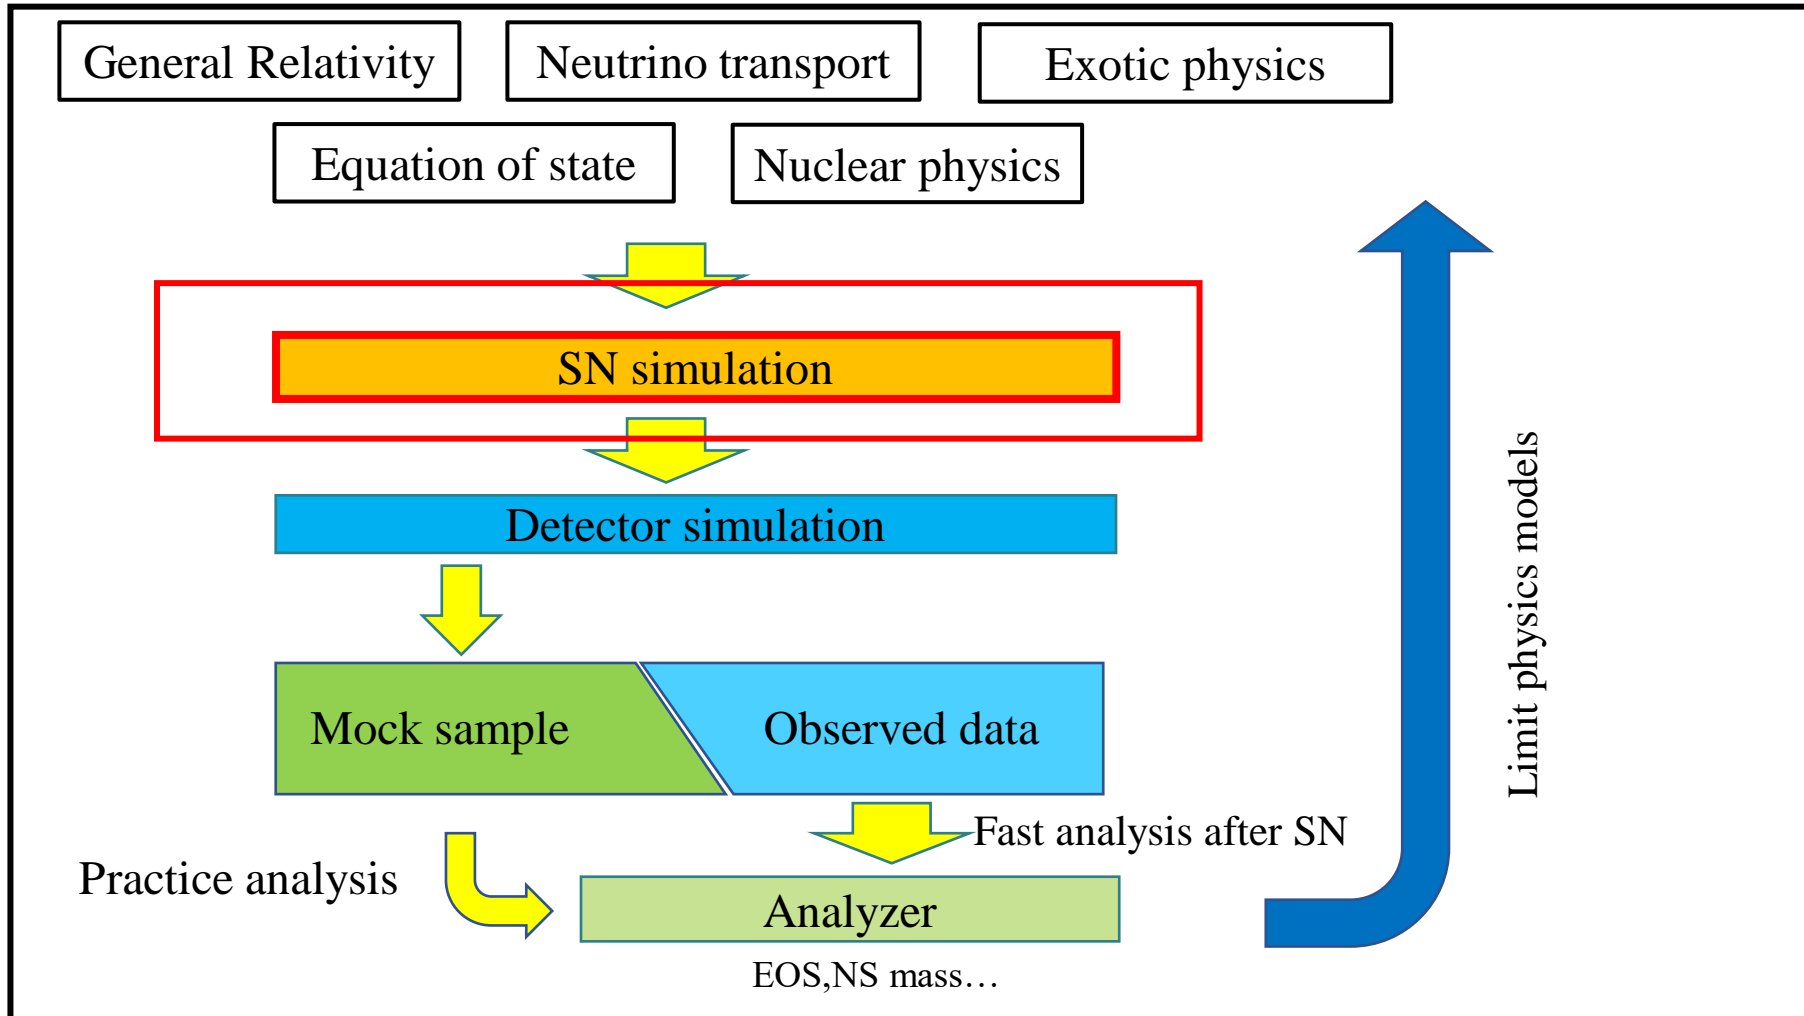 General Relativity
Neutrino transport
Exotic physics
Equation of state
Nuclear physics
SN simulation
Detector simulation
Mock sample
Observed data
Fast analysis after SN
Practice analysis
Analyzer
EOS,NS mass…
Limit physics models